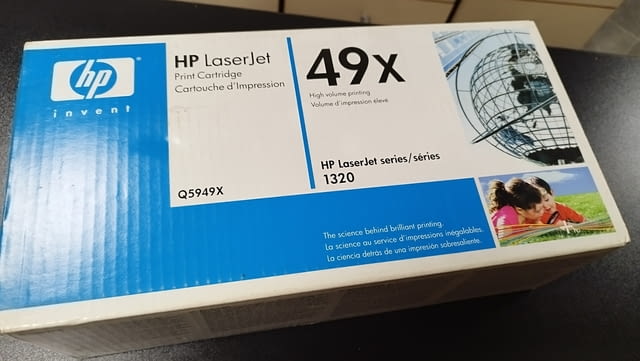 hp
invent
HP LaserJet
Print Cartridge
Cartouche d'Impression
Q5949X
49X
High volume printing
Volume d'impression élevé
HP LaserJet series/séries
1320
The science behind brilliant printing.
La science au service d'impressions inégalables.
La ciencia detrás de una impresión sobresaliente.